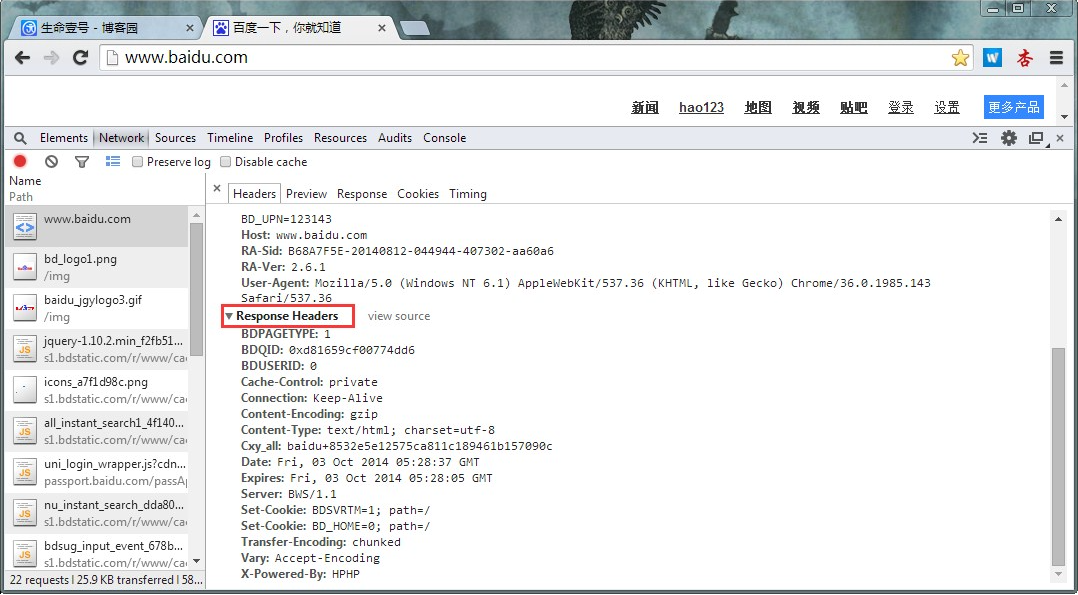 生命壹号 - 博客园
百度一下，你就知道
www.baidu.com
新闻 hao123 地图 视频 贴吧 登录 设置 更多产品
Elements Network Sources Timeline Profiles Resources Audits Console
Preserve log Disable cache
Name
Path
Headers Preview Response Cookies Timing
www.baidu.com
bd_logo1.png
/img
baidu_jgylogo3.gif
/img
jquery-1.10.2.min_f2fb51...
s1.bdstatic.com/r/www/cac
icons_a7f1d98c.png
s1.bdstatic.com/r/www/cac
all_instant_search1_4f140...
s1.bdstatic.com/r/www/cac
uni_login_wrapper.js?cdn...
passport.baidu.com/passAp
nu_instant_search_dda80...
s1.bdstatic.com/r/www/cac
bdsug_input_event_678b...
s1.bdstatic.com/r/www/cac
22 requests | 25.9 KB transferred | 58...
BD_UPN=123143
Host: www.baidu.com
RA-Sid: B68A7F5E-20140812-044944-407302-aa60a6
RA-Ver: 2.6.1
User-Agent: Mozilla/5.0 (Windows NT 6.1) AppleWebKit/537.36 (KHTML, like Gecko) Chrome/36.0.1985.143
Safari/537.36
Response Headers view source
BDPAGETYPE: 1
BDQID: 0xd81659cf00774dd6
BDUSERID: 0
Cache-Control: private
Connection: Keep-Alive
Content-Encoding: gzip
Content-Type: text/html; charset=utf-8
Cxy_all: baidu+8532e5e12575ca811c189461b157090c
Date: Fri, 03 Oct 2014 05:28:37 GMT
Expires: Fri, 03 Oct 2014 05:28:05 GMT
Server: BWS/1.1
Set-Cookie: BDSVRTM=1; path=/
Set-Cookie: BD_HOME=0; path=/
Transfer-Encoding: chunked
Vary: Accept-Encoding
X-Powered-By: HPHP